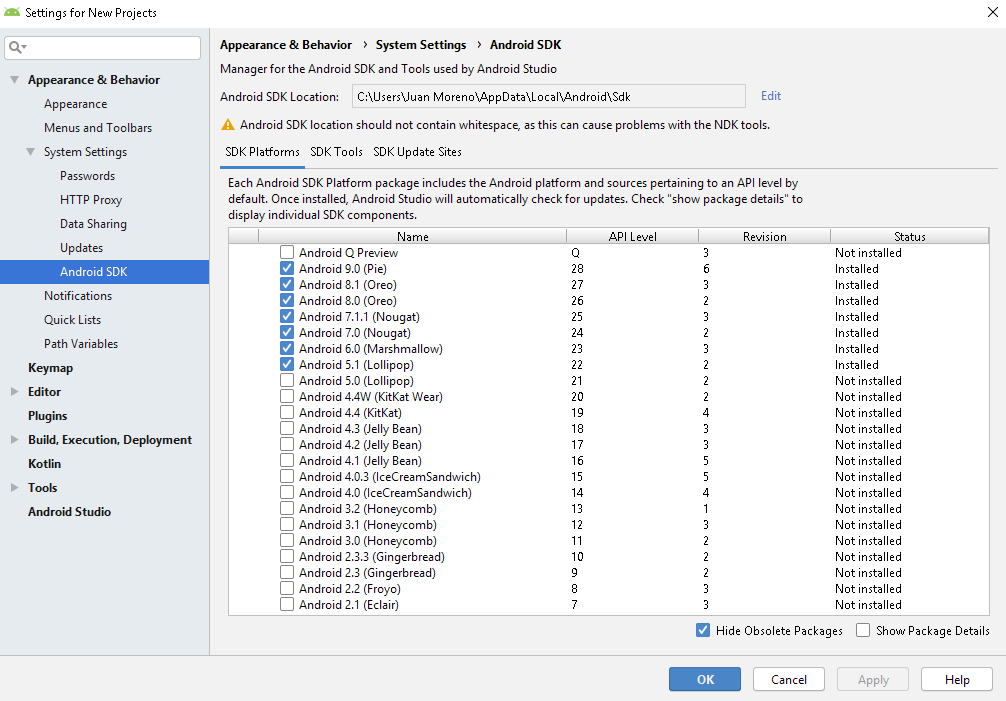 Settings for New Projects
Appearance & Behavior
Appearance
Menus and Toolbars
System Settings
Passwords
HTTP Proxy
Data Sharing
Updates
Android SDK
Notifications
Quick Lists
Path Variables
Keymap
Editor
Plugins
Build, Execution, Deployment
Kotlin
Tools
Android Studio
Appearance & Behavior › System Settings › Android SDK
Manager for the Android SDK and Tools used by Android Studio
Android SDK Location: C:\Users\Juan Moreno\AppData\Local\Android\Sdk Edit
Android SDK location should not contain whitespace, as this can cause problems with the NDK tools.
SDK Platforms SDK Tools SDK Update Sites
Each Android SDK Platform package includes the Android platform and sources pertaining to an API level by
default. Once installed, Android Studio will automatically check for updates. Check "show package details" to
display individual SDK components.
Name API Level Revision Status
Android Q Preview Q 3 Not installed
Android 9.0 (Pie) 28 6 Installed
Android 8.1 (Oreo) 27 3 Installed
Android 8.0 (Oreo) 26 2 Installed
Android 7.1.1 (Nougat) 25 3 Installed
Android 7.0 (Nougat) 24 2 Installed
Android 6.0 (Marshmallow) 23 3 Installed
Android 5.1 (Lollipop) 22 2 Installed
Android 5.0 (Lollipop) 21 2 Not installed
Android 4.4W (KitKat Wear) 20 2 Not installed
Android 4.4 (KitKat) 19 4 Not installed
Android 4.3 (Jelly Bean) 18 3 Not installed
Android 4.2 (Jelly Bean) 17 3 Not installed
Android 4.1 (Jelly Bean) 16 5 Not installed
Android 4.0.3 (IceCreamSandwich) 15 5 Not installed
Android 4.0 (IceCreamSandwich) 14 4 Not installed
Android 3.2 (Honeycomb) 13 1 Not installed
Android 3.1 (Honeycomb) 12 3 Not installed
Android 3.0 (Honeycomb) 11 2 Not installed
Android 2.3.3 (Gingerbread) 10 2 Not installed
Android 2.3 (Gingerbread) 9 2 Not installed
Android 2.2 (Froyo) 8 3 Not installed
Android 2.1 (Eclair) 7 3 Not installed
Hide Obsolete Packages Show Package Details
OK Cancel Apply Help